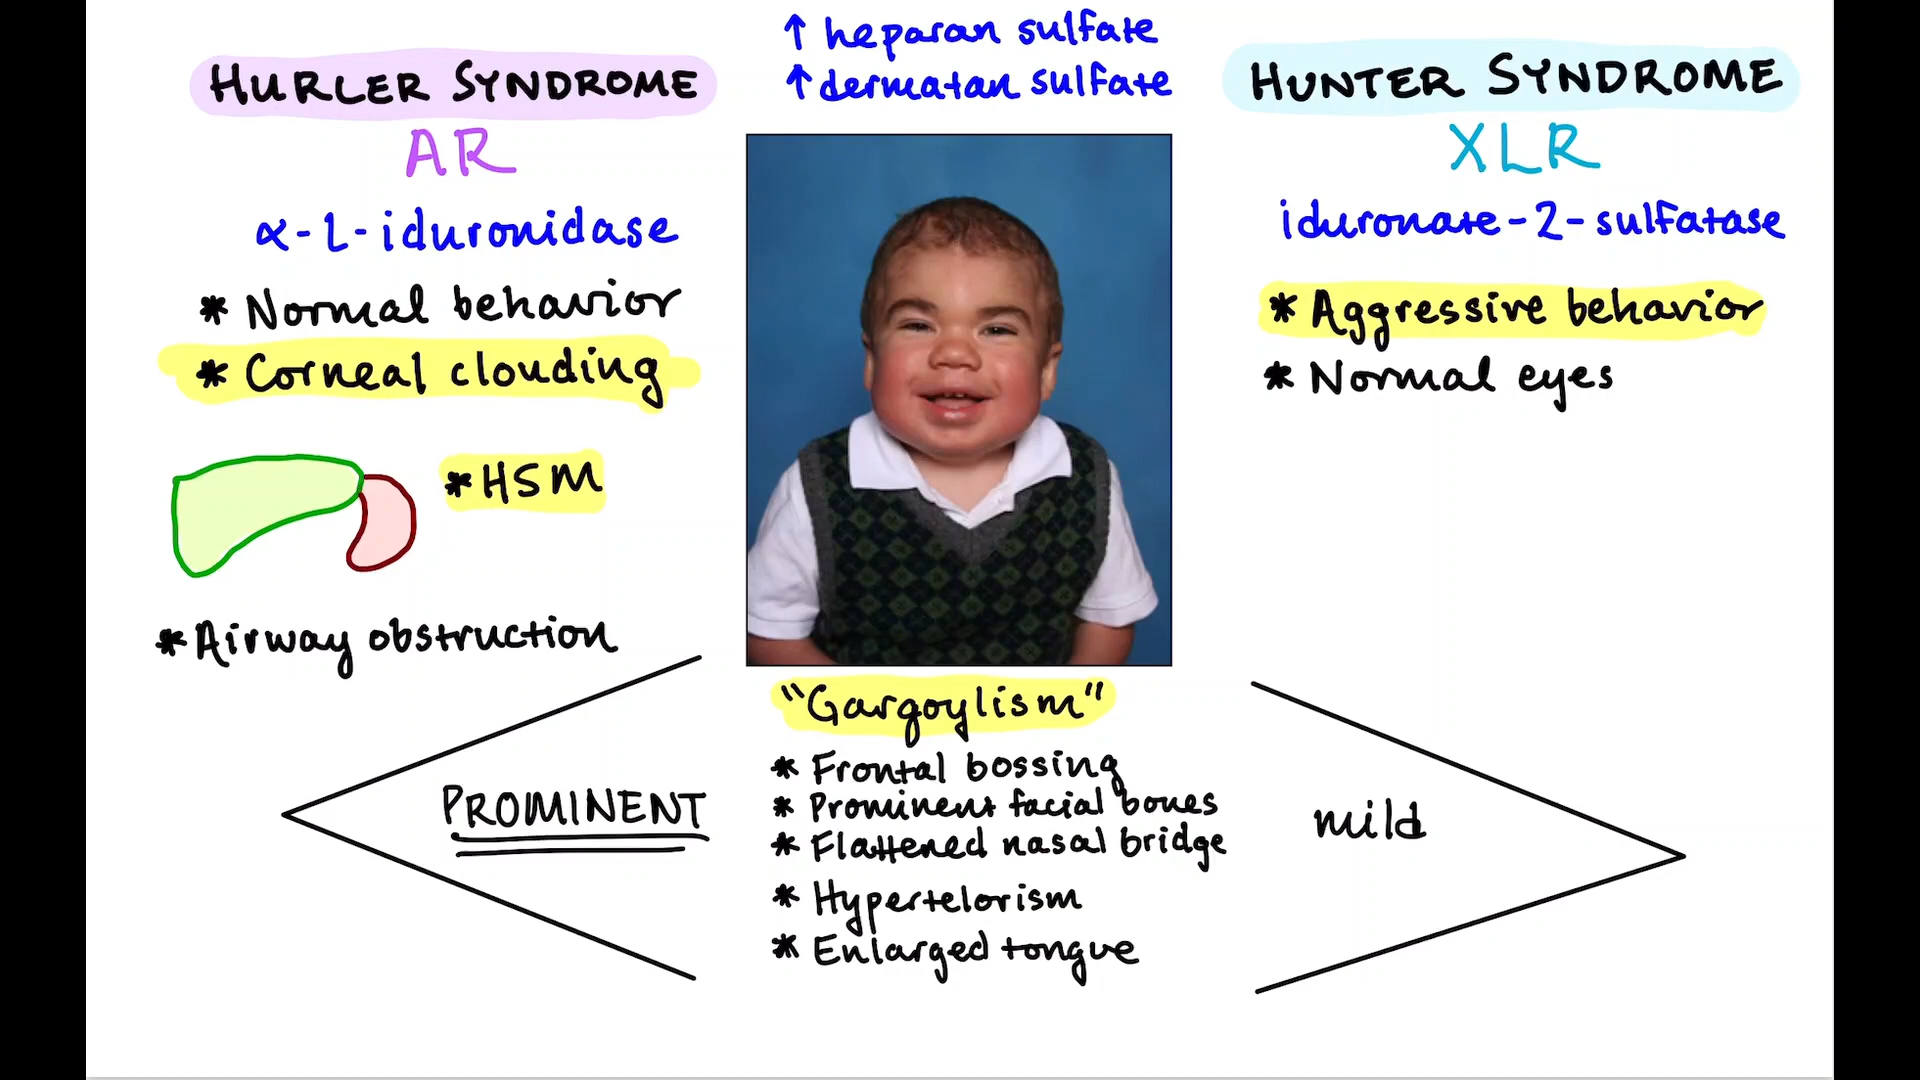 ↑ heparan sulfate
↑ dermatan sulfate
HURLER SYNDROME
AR
α-L-iduronidase
* Normal behavior
* Corneal clouding
* HSM
* Airway obstruction
PROMINENT
"Gargoylism"
* Frontal bossing
* Prominent facial bones
* Flattened nasal bridge
* Hypertelorism
* Enlarged tongue
HUNTER SYNDROME
XLR
iduronate-2-sulfatase
* Aggressive behavior
* Normal eyes
mild